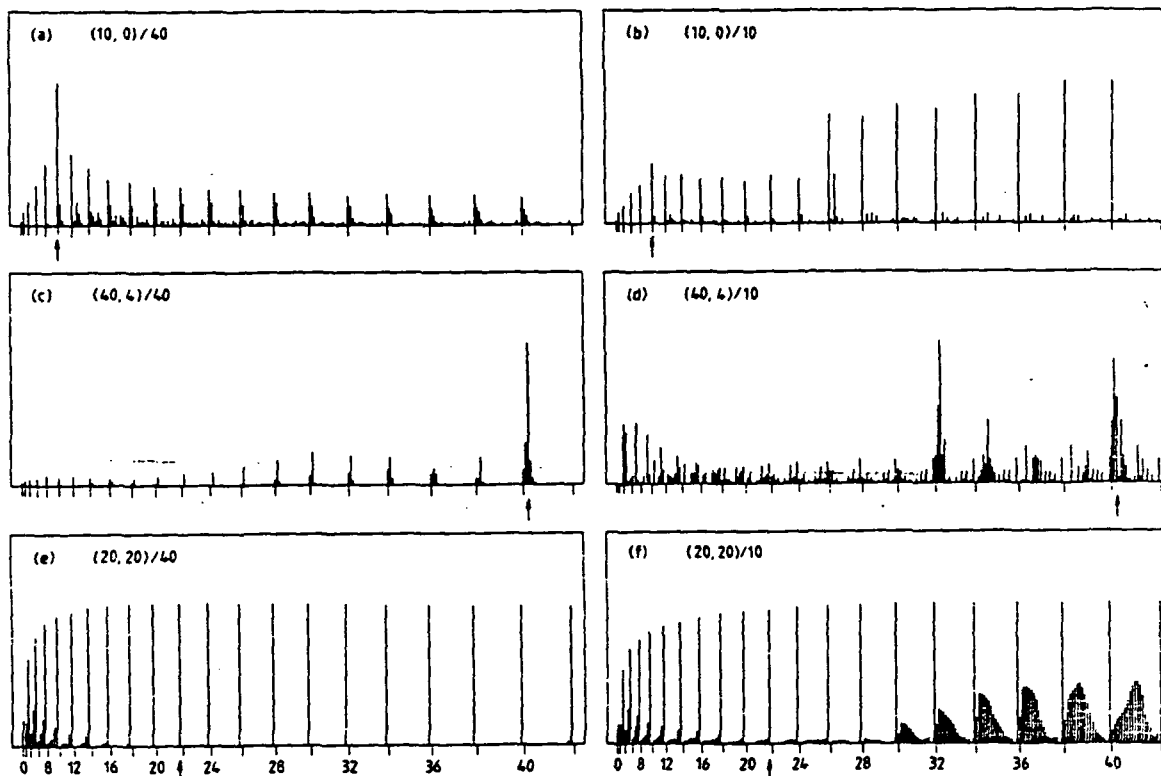 (a) (10,0)/40
(b) (10,0)/10
(c) (40,4)/40
(d) (40,4)/10
(e) (20,20)/40
(f) (20,20)/10
0 8 12 16 20 24 28 32 36 40
0 8 12 16 20 24 28 32 36 40